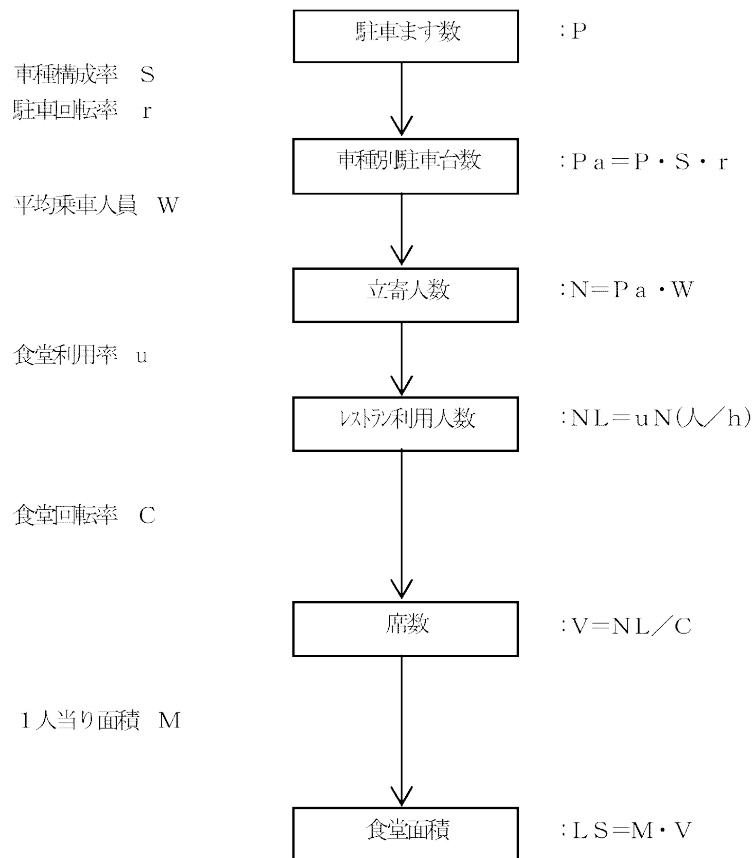 駐車ます数 :P
車種構成率 S
駐車回転率 r
車種別駐車台数 :Pa=P・S・r
平均乗車人員 W
立寄人数 :N=Pa・W
食堂利用率 u
ﾚｽﾄﾗﾝ利用人数 :NL=uN(人/h)
食堂回転率 C
席数 :V=NL/C
1人当り面積 M
食堂面積 :LS=M・V